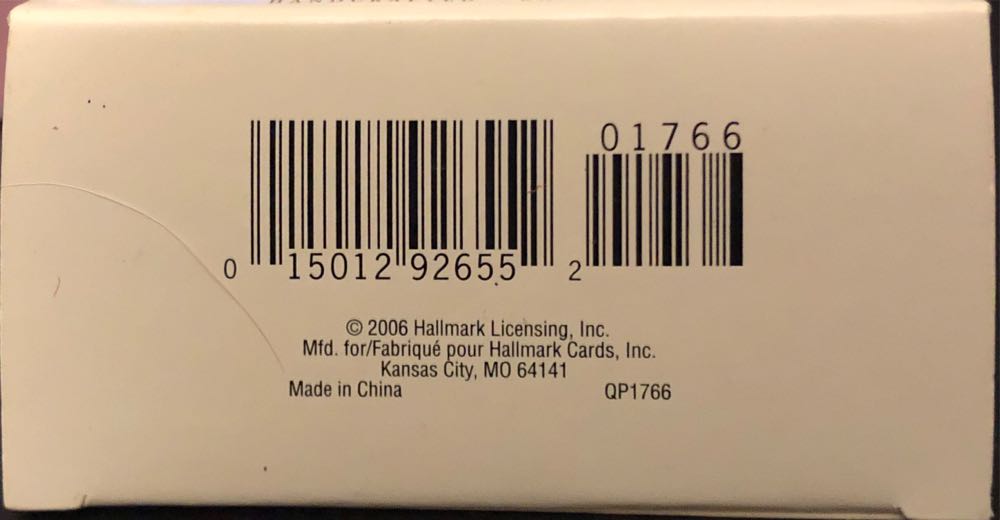 01766
0 15012 92655 2
© 2006 Hallmark Licensing, Inc.
Mfd. for/Fabriqué pour Hallmark Cards, Inc.
Kansas City, MO 64141
Made in China QP1766